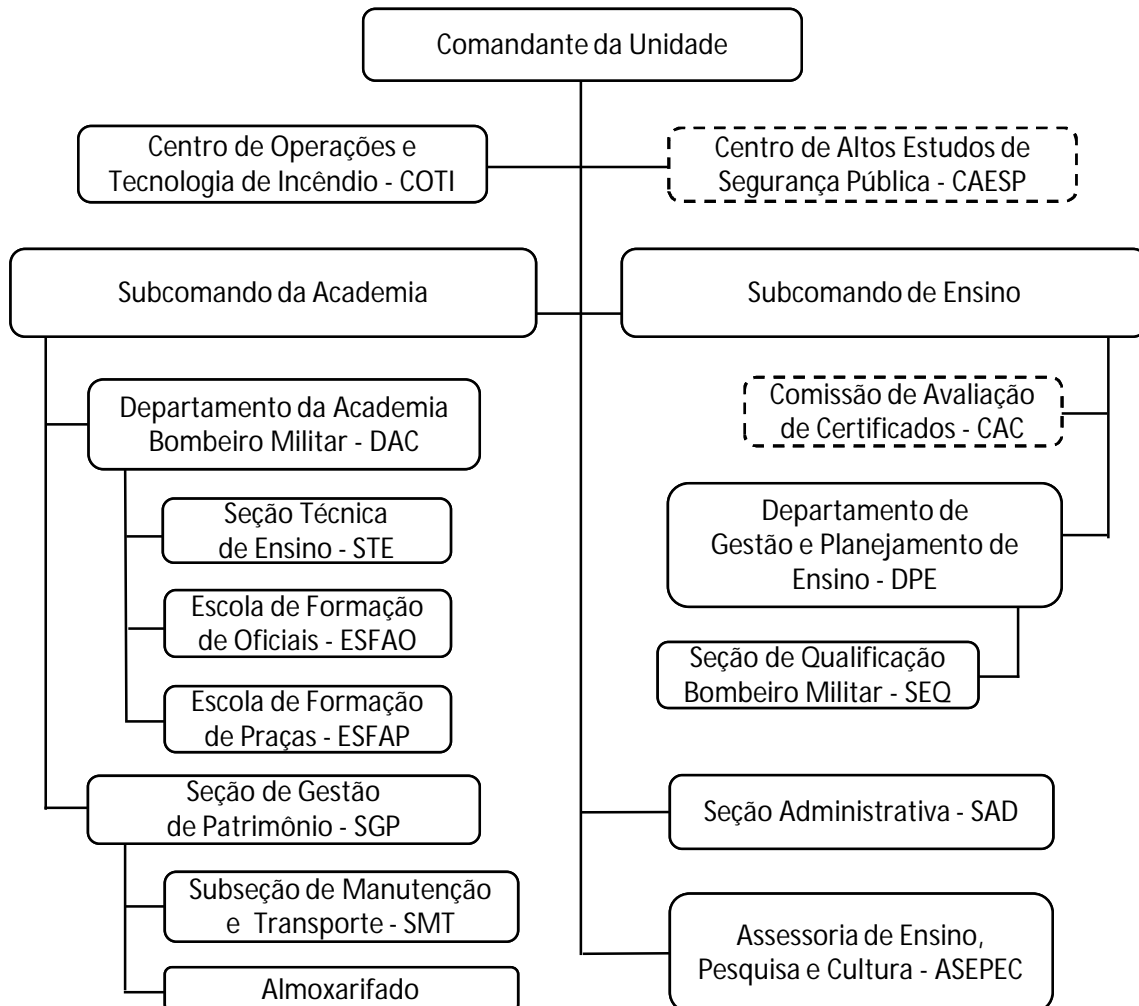 Comandante da Unidade
Centro de Operações e
Tecnologia de Incêndio - COTI
Centro de Altos Estudos de
Segurança Pública - CAESP
Subcomando da Academia
Subcomando de Ensino
Departamento da Academia
Bombeiro Militar - DAC
Seção Técnica
de Ensino - STE
Escola de Formação
de Oficiais - ESFAO
Escola de Formação
de Praças - ESFAP
Seção de Gestão
de Patrimônio - SGP
Subseção de Manutenção
e Transporte - SMT
Almoxarifado
Comissão de Avaliação
de Certificados - CAC
Departamento de
Gestão e Planejamento de
Ensino - DPE
Seção de Qualificação
Bombeiro Militar - SEQ
Seção Administrativa - SAD
Assessoria de Ensino,
Pesquisa e Cultura - ASEPEC